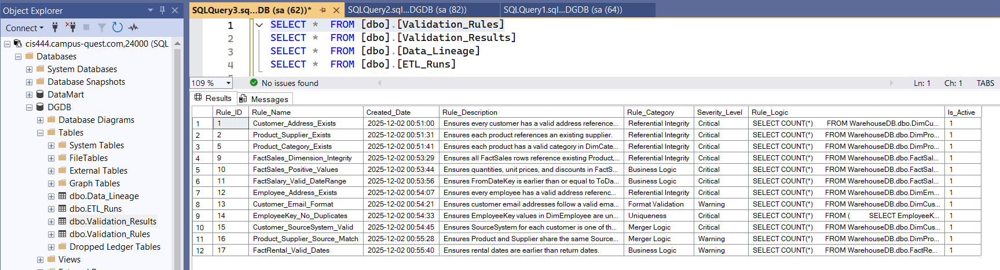 Object Explorer
Connect
cis444.campus-quest.com,24000 (SQL
Databases
System Databases
Database Snapshots
DataMart
DGDB
Database Diagrams
Tables
System Tables
FileTables
External Tables
Graph Tables
dbo.Data_Lineage
dbo.ETL_Runs
dbo.Validation_Results
dbo.Validation_Rules
Dropped Ledger Tables
Views
SQLQuery3.sq...DB (sa (62))* SQLQuery2.sql...DGDB (sa (82)) SQLQuery1.sql...DGDB (sa (64))
1 SELECT * FROM [dbo].[Validation_Rules]
2 SELECT * FROM [dbo].[Validation_Results]
3 SELECT * FROM [dbo].[Data_Lineage]
4 SELECT * FROM [dbo].[ETL_Runs]
109 % No issues found Ln: 1 Ch: 1 TABS
Results Messages
Rule_ID Rule_Name Created_Date Rule_Description Rule_Category Severity_Level Rule_Logic Is_Active
1 1 Customer_Address_Exists 2025-12-02 00:51:00 Ensures every customer has a valid address reference... Referential Integrity Critical SELECT COUNT(*) FROM WarehouseDB.dbo.DimCu... 1
2 2 Product_Supplier_Exists 2025-12-02 00:51:31 Ensures each product references an existing supplier. Referential Integrity Critical SELECT COUNT(*) FROM WarehouseDB.dbo.DimPro... 1
3 5 Product_Category_Exists 2025-12-02 00:51:41 Ensures each product has a valid category in DimCate... Referential Integrity Critical SELECT COUNT(*) FROM WarehouseDB.dbo.DimPro... 1
4 9 FactSales_Dimension_Integrity 2025-12-02 00:53:29 Ensures all FactSales rows reference existing Product,... Referential Integrity Critical SELECT COUNT(*) FROM WarehouseDB.dbo.FactSal... 1
5 10 FactSales_Positive_Values 2025-12-02 00:53:44 Ensures quantities, unit prices, and discounts in FactS... Business Logic Critical SELECT COUNT(*) FROM WarehouseDB.dbo.FactSal... 1
6 11 FactSalary_Valid_DateRange 2025-12-02 00:53:56 Ensures FromDateKey is earlier than or equal to ToDa... Business Logic Critical SELECT COUNT(*) FROM WarehouseDB.dbo.FactSal... 1
7 12 Employee_Address_Exists 2025-12-02 00:54:07 Ensures every employee has a valid address referenc... Referential Integrity Critical SELECT COUNT(*) FROM WarehouseDB.dbo.DimEm... 1
8 13 Customer_Email_Format 2025-12-02 00:54:21 Ensures customer email addresses follow a valid ema... Format Validation Warning SELECT COUNT(*) FROM WarehouseDB.dbo.DimCus... 1
9 14 EmployeeKey_No_Duplicates 2025-12-02 00:54:33 Ensures EmployeeKey values in DimEmployee are un... Uniqueness Critical SELECT COUNT(*) FROM ( SELECT EmployeeK... 1
10 15 Customer_SourceSystem_Valid 2025-12-02 00:54:45 Ensures SourceSystem for each customer is one of th... Merger Logic Critical SELECT COUNT(*) FROM WarehouseDB.dbo.DimCus... 1
11 16 Product_Supplier_Source_Match 2025-12-02 00:55:28 Ensures Product and Supplier share the same Source... Merger Logic Warning SELECT COUNT(*) FROM WarehouseDB.dbo.DimPro... 1
12 17 FactRental_Valid_Dates 2025-12-02 00:55:40 Ensures rental dates are earlier than return dates. Business Logic Warning SELECT COUNT(*) FROM WarehouseDB.dbo.FactRe... 1